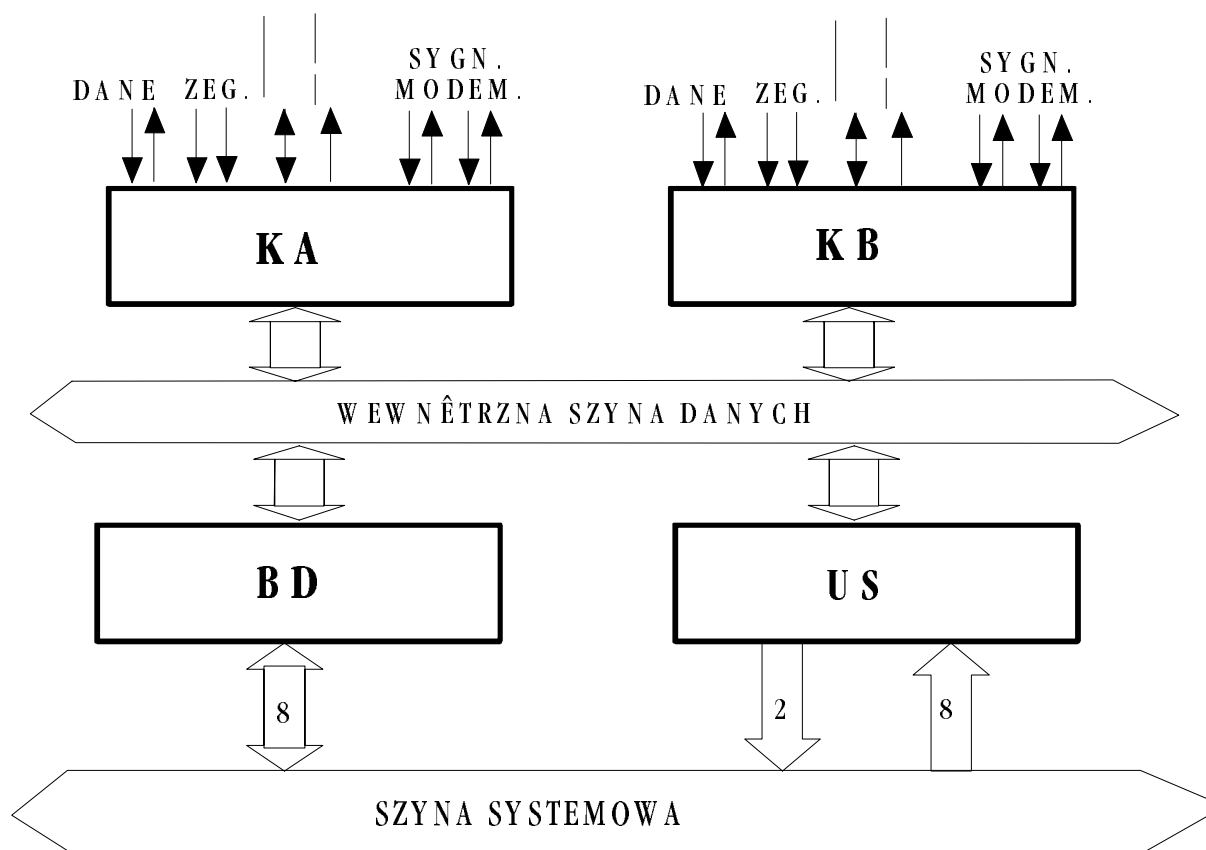 SYGN.
DANE ZEG. MODEM.
SYGN.
DANE ZEG. MODEM.
KA
KB
WEWNÊTRZNA SZYNA DANYCH
BD
US
8
2
8
SZYNA SYSTEMOWA